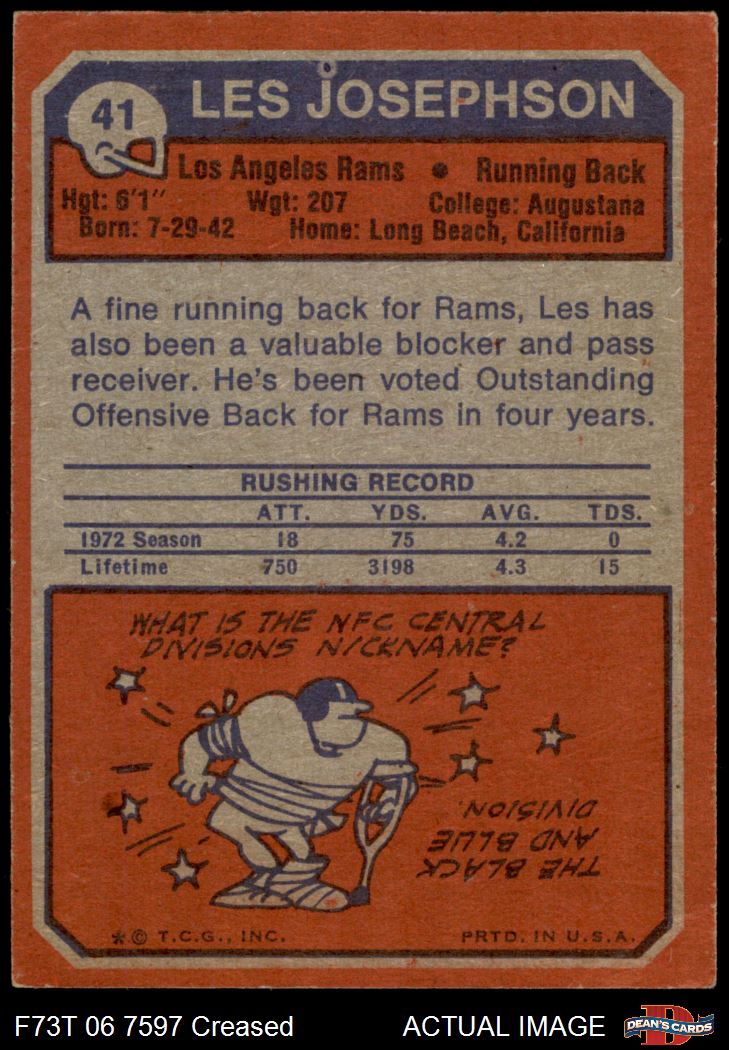 41
LES JOSEPHSON
Los Angeles Rams • Running Back
Hgt: 6'1" Wgt: 207 College: Augustana
Born: 7-29-42 Home: Long Beach, California
A fine running back for Rams, Les has
also been a valuable blocker and pass
receiver. He's been voted Outstanding
Offensive Back for Rams in four years.
RUSHING RECORD
ATT. YDS. AVG. TDS.
1972 Season 18 75 4.2 0
Lifetime 750 3198 4.3 15
WHAT IS THE NFC CENTRAL
DIVISIONS NICKNAME?
THE BLACK
AND BLUE
DIVISION.
*© T.C.G., INC. PRTD. IN U.S.A.
F73T 06 7597 Creased ACTUAL IMAGE
D
DEAN'S CARDS